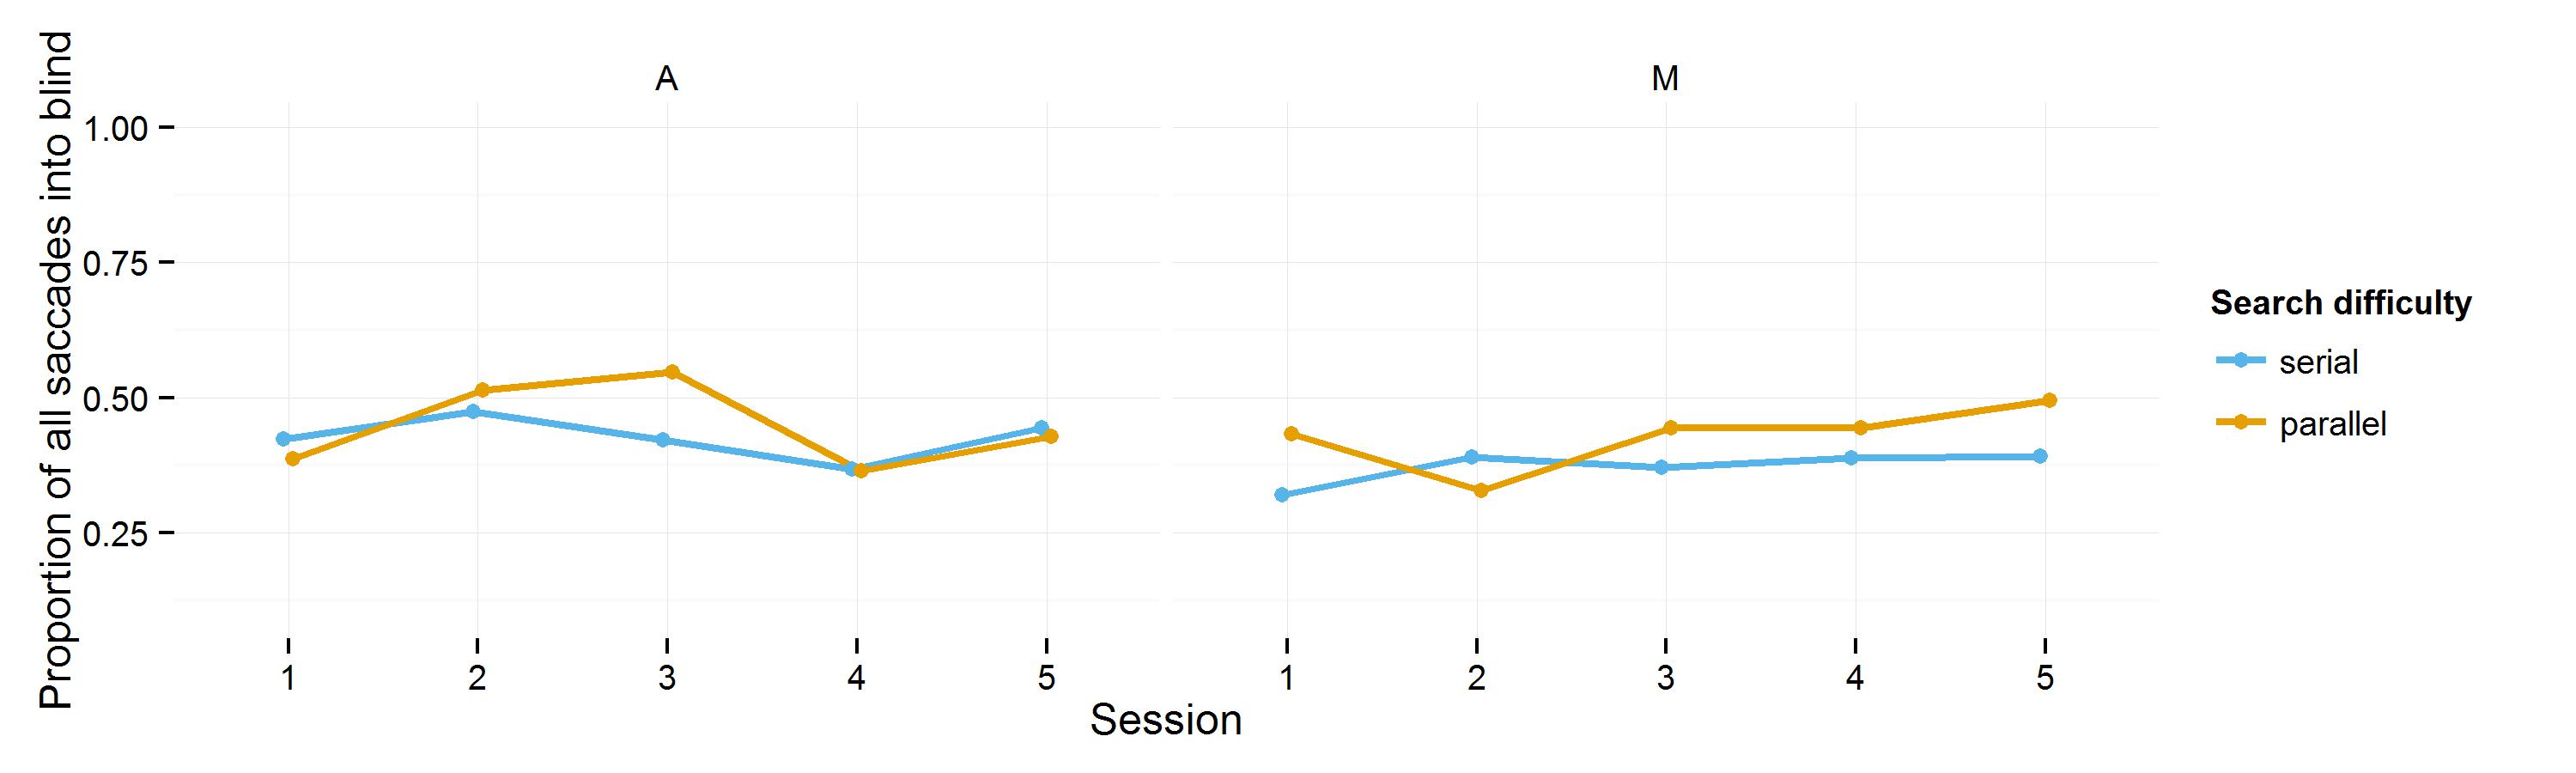 Proportion of all saccades into blind
A
M
1.00
0.75
0.50
0.25
1 2 3 4 5
1 2 3 4 5
Session
Search difficulty
serial
parallel